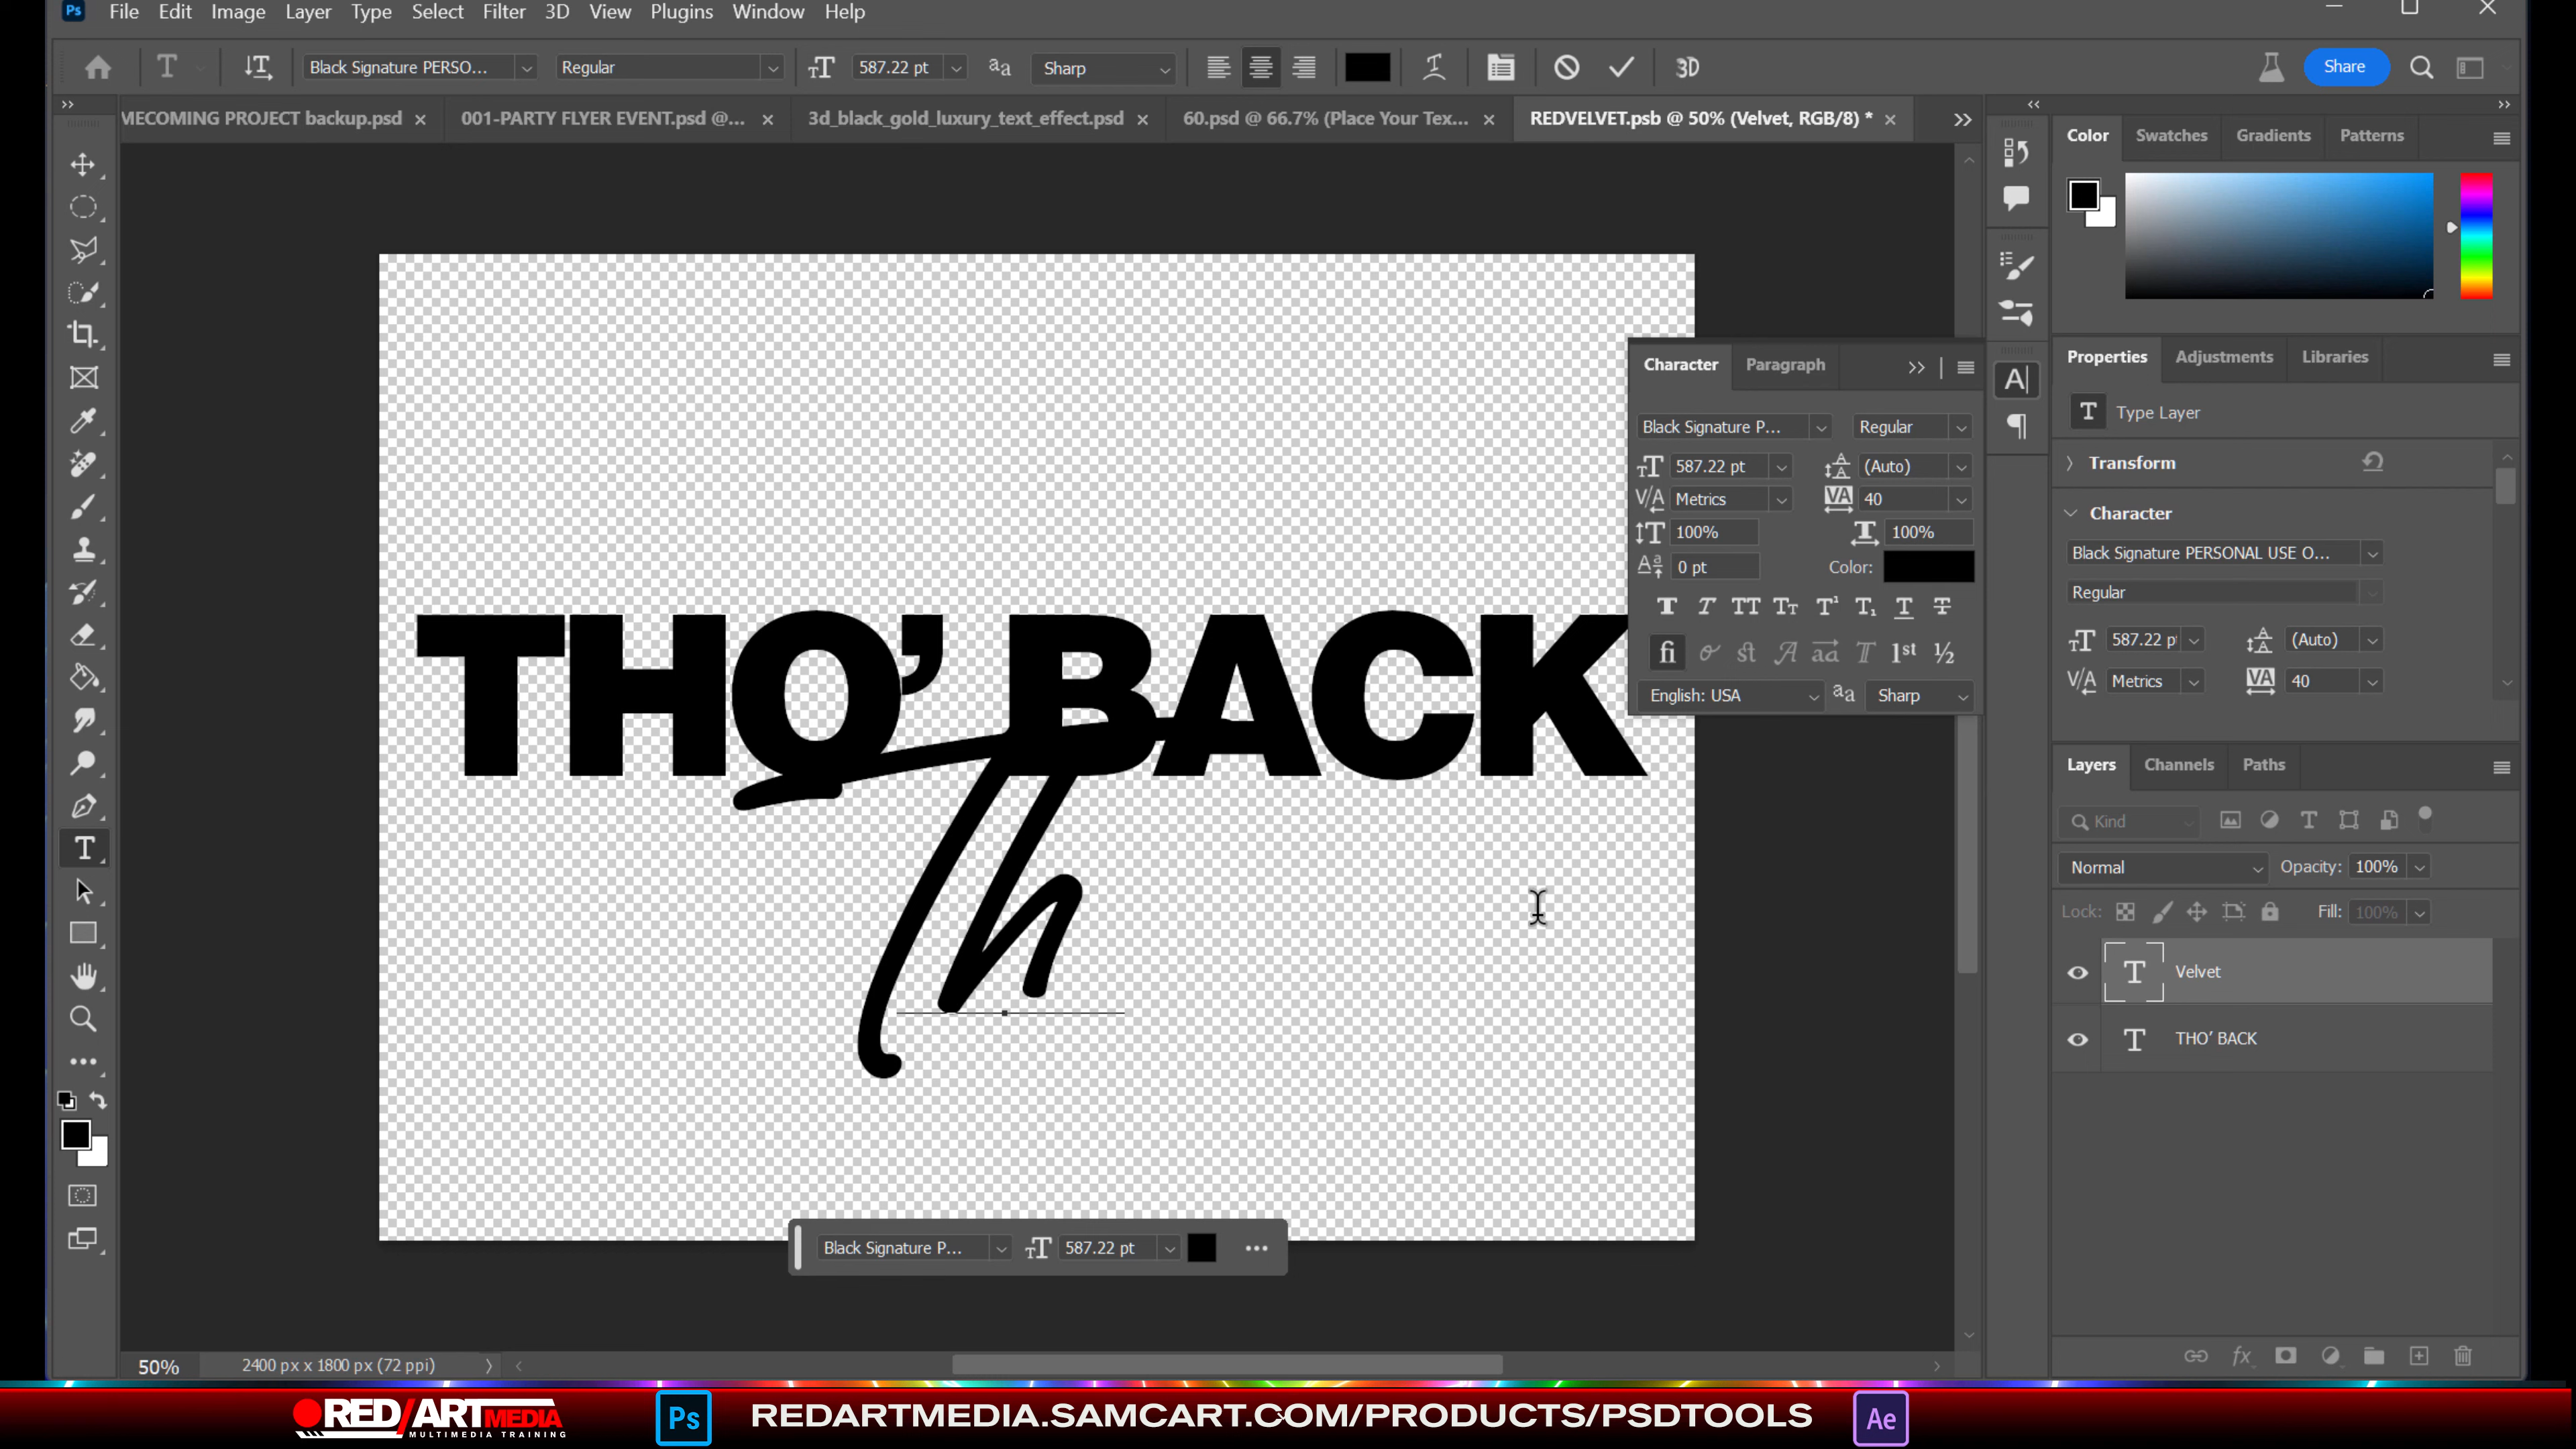 Ps File Edit Image Layer Type Select Filter 3D View Plugins Window Help
Black Signature PERSO... Regular 587.22 pt Sharp 3D Share
MECOMING PROJECT backup.psd 001-PARTY FLYER EVENT.psd @... 3d_black_gold_luxury_text_effect.psd 60.psd @ 66.7% (Place Your Tex... REDVELVET.psb @ 50% (Velvet, RGB/8) *
Color Swatches Gradients Patterns
Character Paragraph
Black Signature P... Regular
587.22 pt (Auto)
Metrics 40
100% 100%
0 pt Color:
English: USA Sharp
Properties Adjustments Libraries
Type Layer
Transform
Character
Black Signature PERSONAL USE O...
Regular
587.22 p (Auto)
Metrics 40
THO’ BACK
Th
Layers Channels Paths
Kind
Normal Opacity: 100%
Lock: Fill: 100%
Velvet
THO’ BACK
Black Signature P... 587.22 pt
50% 2400 px x 1800 px (72 ppi)
RED/ART MEDIA
MULTIMEDIA TRAINING
Ps REDARTMEDIA.SAMCART.COM/PRODUCTS/PSDTOOLS Ae